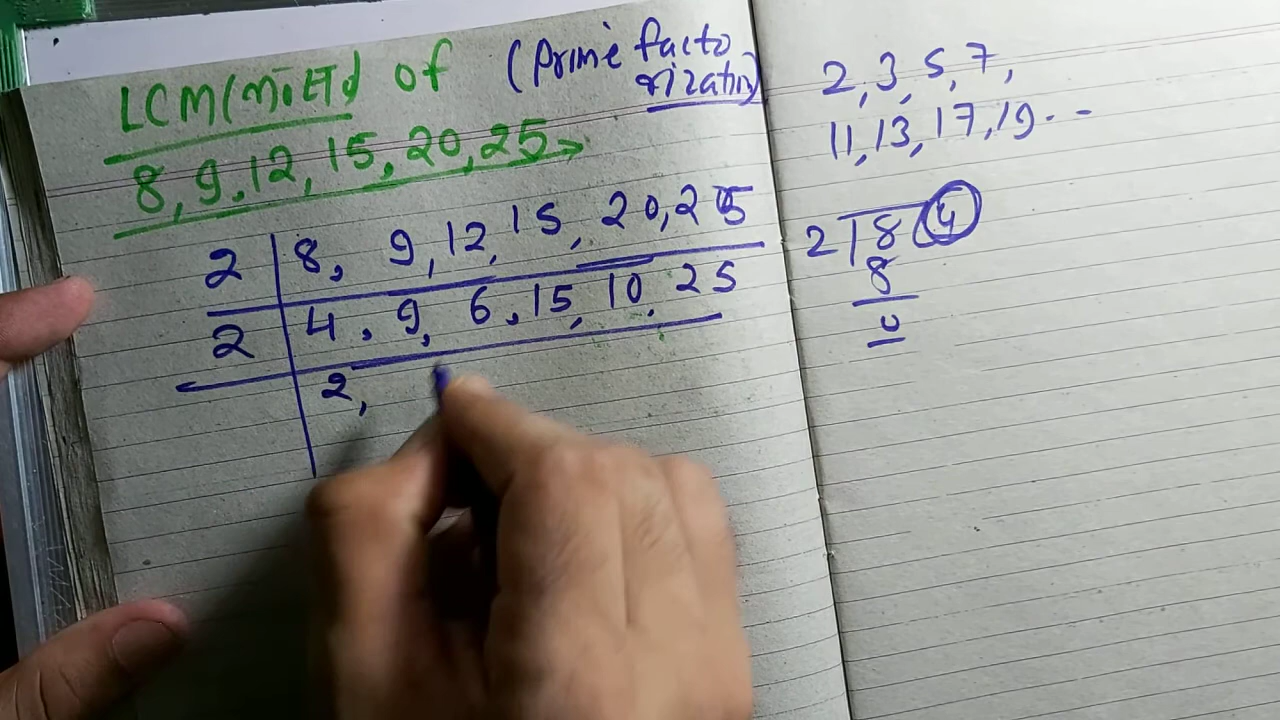 LCM of (Prime facto
rization)
8, 9, 12, 15, 20, 25
2 | 8, 9, 12, 15, 20, 25
2 | 4, 9, 6, 15, 10, 25
2,
2, 3, 5, 7,
11, 13, 17, 19 - -
2 ) 8 ( 4
8
0